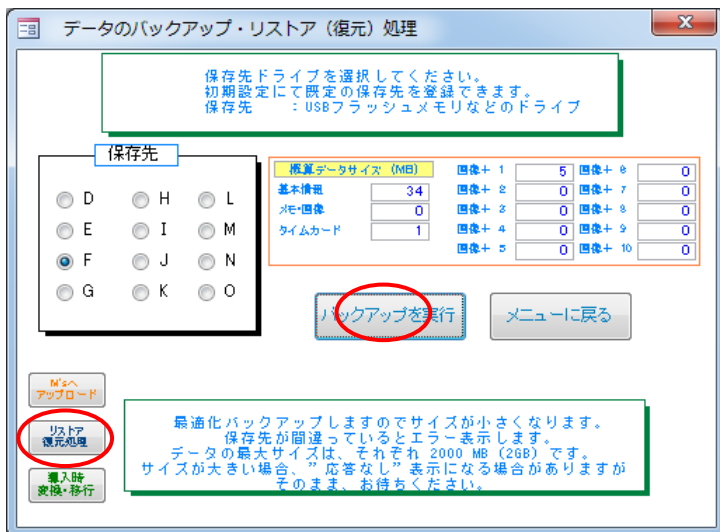 データのバックアップ・リストア（復元）処理
保存先ドライブを選択してください。
初期設定にて既定の保存先を登録できます。
保存先　　：USBフラッシュメモリなどのドライブ
保存先
D H L
E I M
F J N
G K O
概算データサイズ (MB)
基本情報 34
メモ・画像 0
タイムカード 1
画像＋ 1 5 画像＋ 6 0
画像＋ 2 0 画像＋ 7 0
画像＋ 3 0 画像＋ 8 0
画像＋ 4 0 画像＋ 9 0
画像＋ 5 0 画像＋ 10 0
バックアップを実行 メニューに戻る
M'sへ
アップロード
リストア
復元処理
導入時
変換・移行
最適化バックアップしますのでサイズが小さくなります。
保存先が間違っているとエラー表示します。
データの最大サイズは、それぞれ 2000 MB (2GB) です。
サイズが大きい場合、”応答なし”表示になる場合がありますが
そのまま、お待ちください。